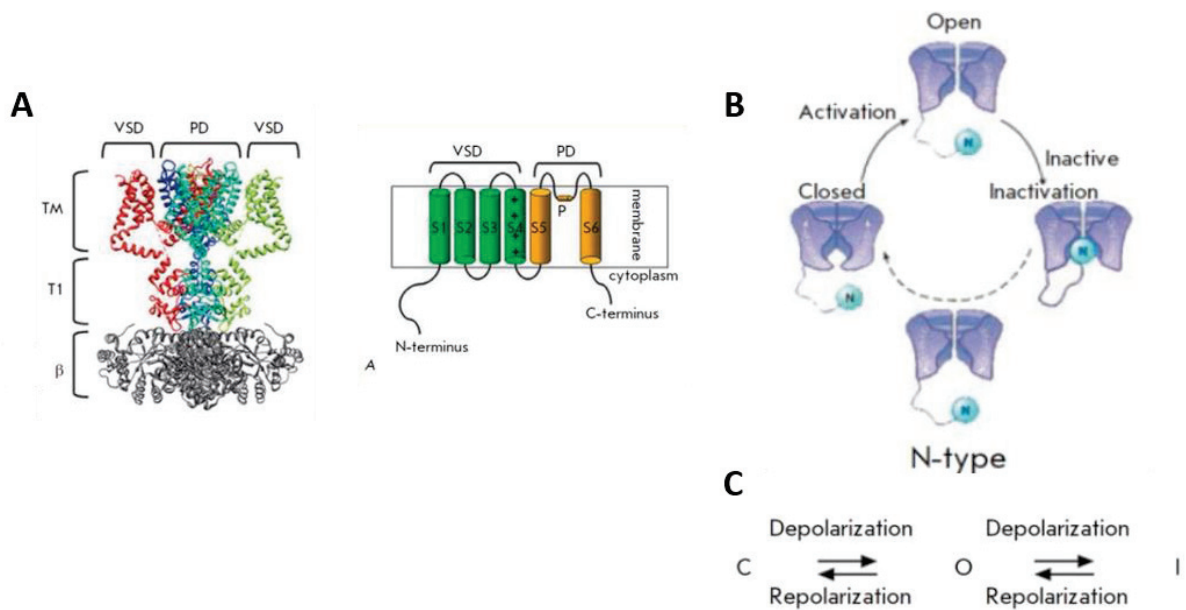 A
VSD PD VSD
TM
T1
β
VSD PD
S1 S2 S3 S4 S5 P S6
+
+
+
+
membrane
cytoplasm
N-terminus
C-terminus
A
B
Open
Activation
N
Inactive
Closed
Inactivation
N
N
N
N-type
C
Depolarization Depolarization
C O I
Repolarization Repolarization